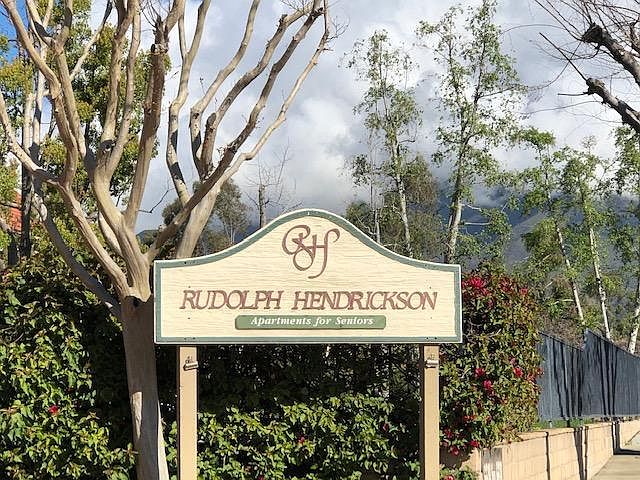 RH
RUDOLPH HENDRICKSON
Apartments for Seniors